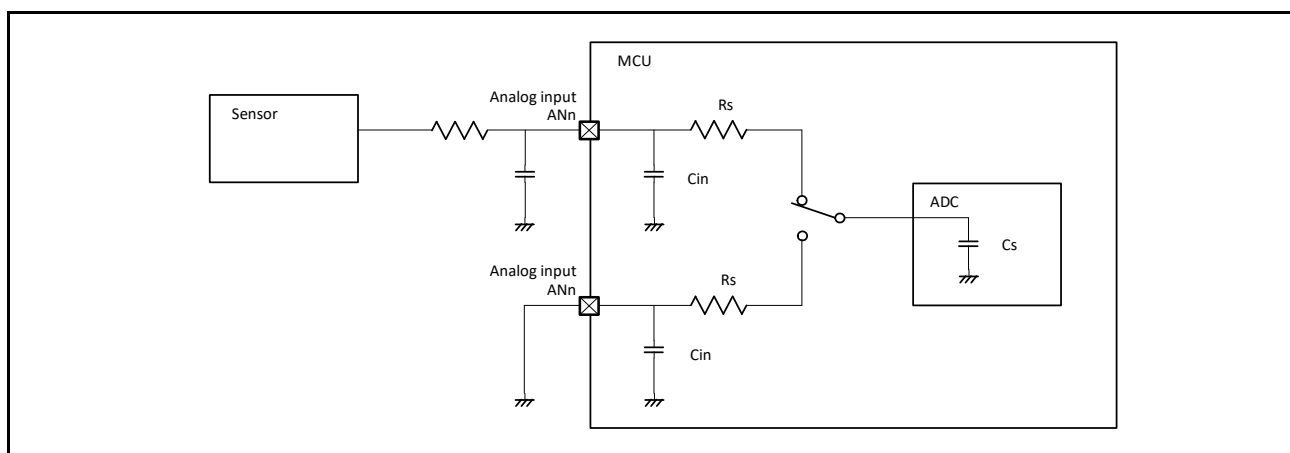 MCU
Sensor
Analog input
ANn
Rs
Cin
ADC
Cs
Analog input
ANn
Rs
Cin